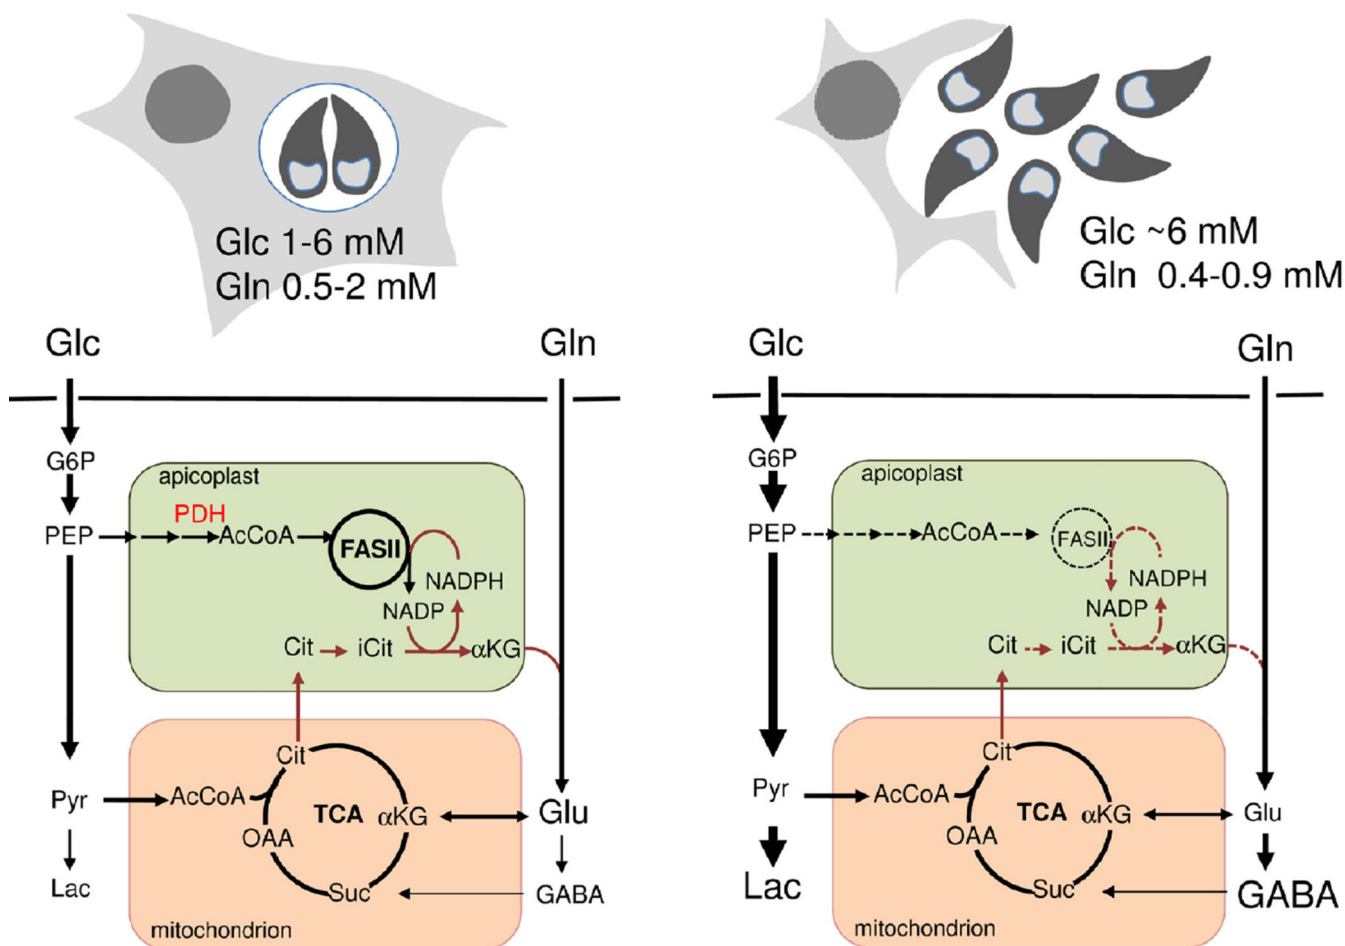 Glc 1-6 mM
Gln 0.5-2 mM
Glc ~6 mM
Gln 0.4-0.9 mM
Glc
Gln
G6P
apicoplast
PDH
PEP
AcCoA
FASII
NADPH
NADP
Cit
iCit
αKG
Cit
Pyr
AcCoA
TCA
αKG
Glu
OAA
Lac
Suc
GABA
mitochondrion
Glc
Gln
G6P
apicoplast
PEP
AcCoA
FASII
NADPH
NADP
Cit
iCit
αKG
Cit
Pyr
AcCoA
TCA
αKG
Glu
OAA
Lac
Suc
GABA
mitochondrion